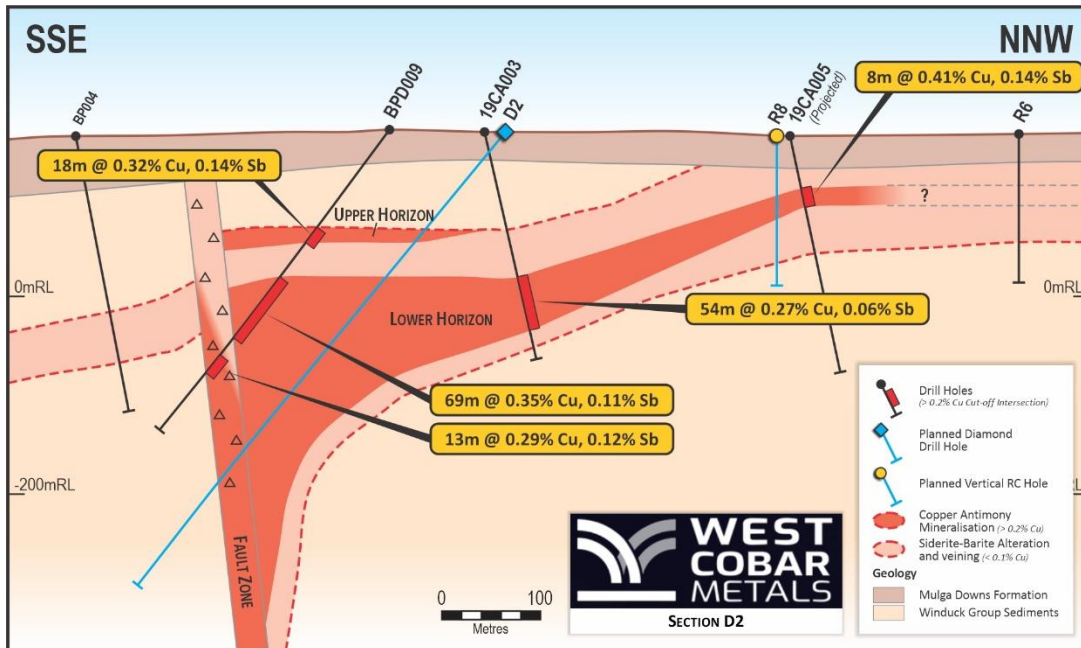 SSE
NNW
BP004
BPD009
19CA003
D2
R8
19CA005
(Projected)
R6
8m @ 0.41% Cu, 0.14% Sb
18m @ 0.32% Cu, 0.14% Sb
UPPER HORIZON
?
0mRL
0mRL
LOWER HORIZON
54m @ 0.27% Cu, 0.06% Sb
69m @ 0.35% Cu, 0.11% Sb
13m @ 0.29% Cu, 0.12% Sb
-200mRL
FAULT ZONE
0 100
Metres
WEST
COBAR
METALS
SECTION D2
Drill Holes
(> 0.2% Cu Cut-off Intersection)
Planned Diamond
Drill Hole
Planned Vertical RC Hole
Copper Antimony
Mineralisation (> 0.2% Cu)
Siderite-Barite Alteration
and veining (< 0.1% Cu)
Geology
Mulga Downs Formation
Winduck Group Sediments